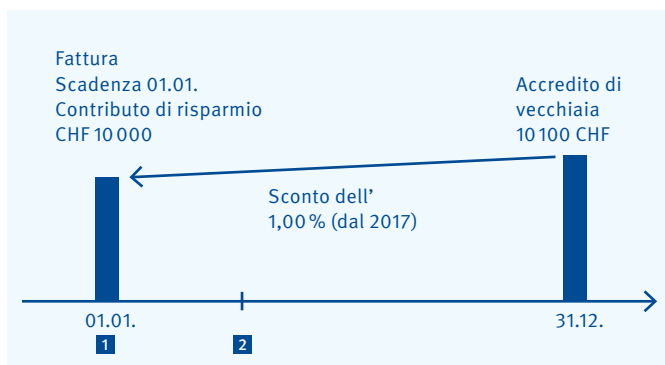 Fattura
Scadenza 01.01.
Contributo di risparmio
CHF 10 000
Accredito di
vecchiaia
10 100 CHF
Sconto dell’
1,00 % (dal 2017)
01.01.
31.12.
1
2